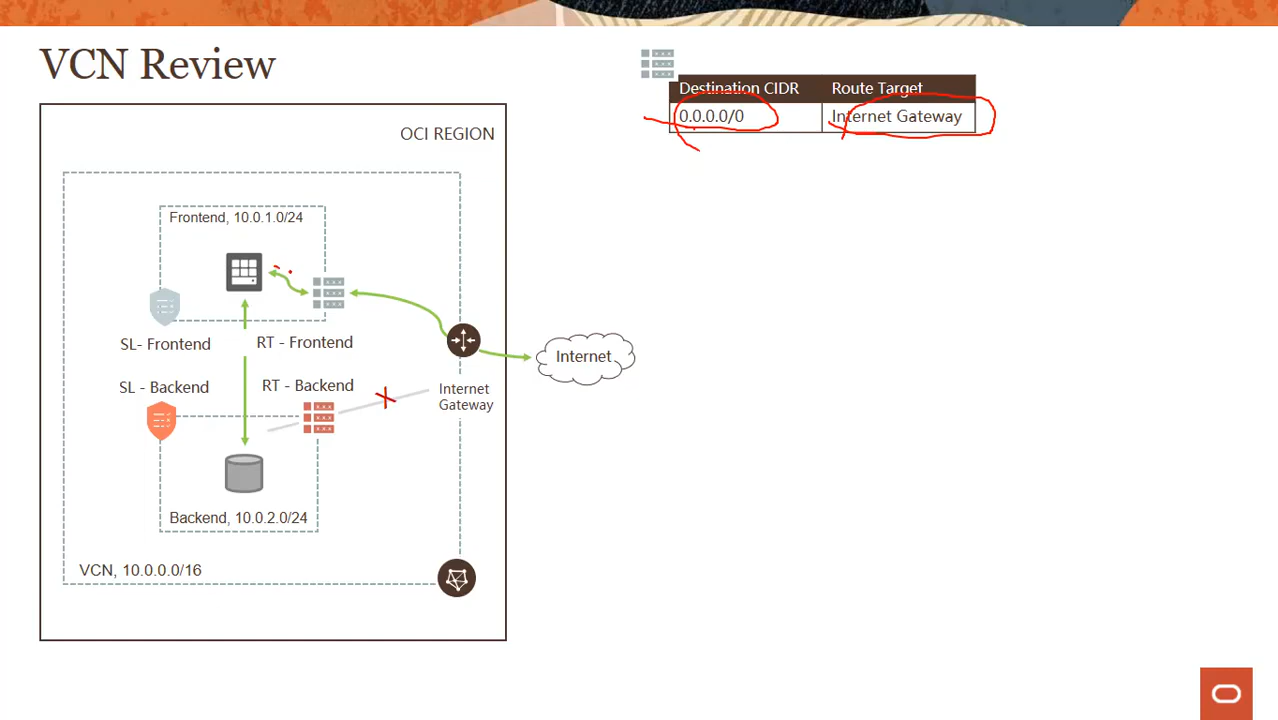 VCN Review
Destination CIDR Route Target
0.0.0.0/0 Internet Gateway
OCI REGION
Frontend, 10.0.1.0/24
SL- Frontend
RT - Frontend
Internet
SL - Backend
RT - Backend
Internet
Gateway
Backend, 10.0.2.0/24
VCN, 10.0.0.0/16